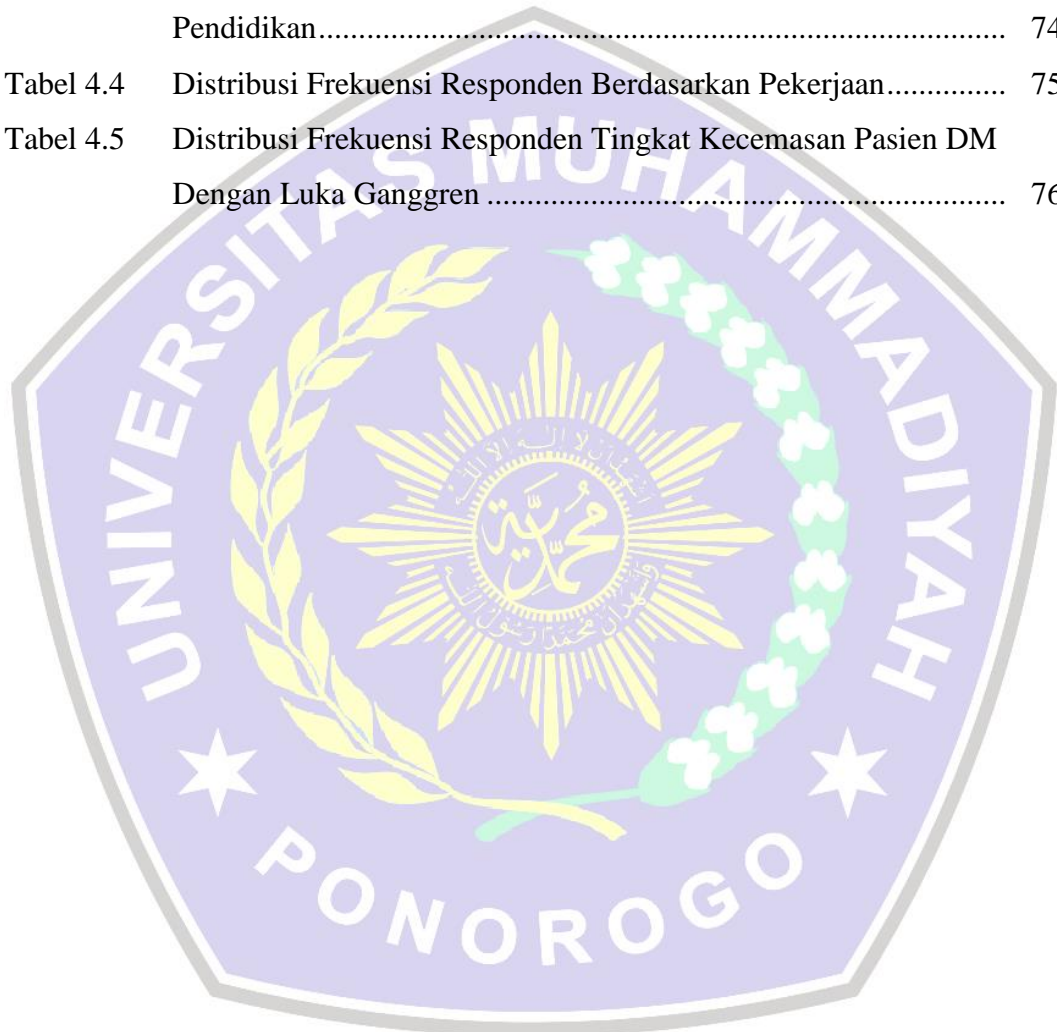 Pendidikan.......................................................................................... 74
Tabel 4.4 Distribusi Frekuensi Responden Berdasarkan Pekerjaan............... 75
Tabel 4.5 Distribusi Frekuensi Responden Tingkat Kecemasan Pasien DM
Dengan Luka Ganggren .................................................................... 76
UNIVERSITAS MUHAMMADIYAH
PONOROGO